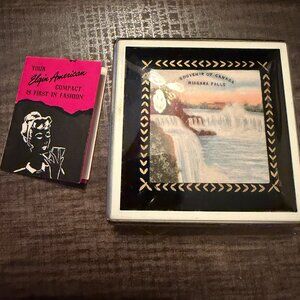 YOUR
Elgin American
COMPACT
IS FIRST IN FASHION
SOUVENIR OF CANADA
NIAGARA FALLS